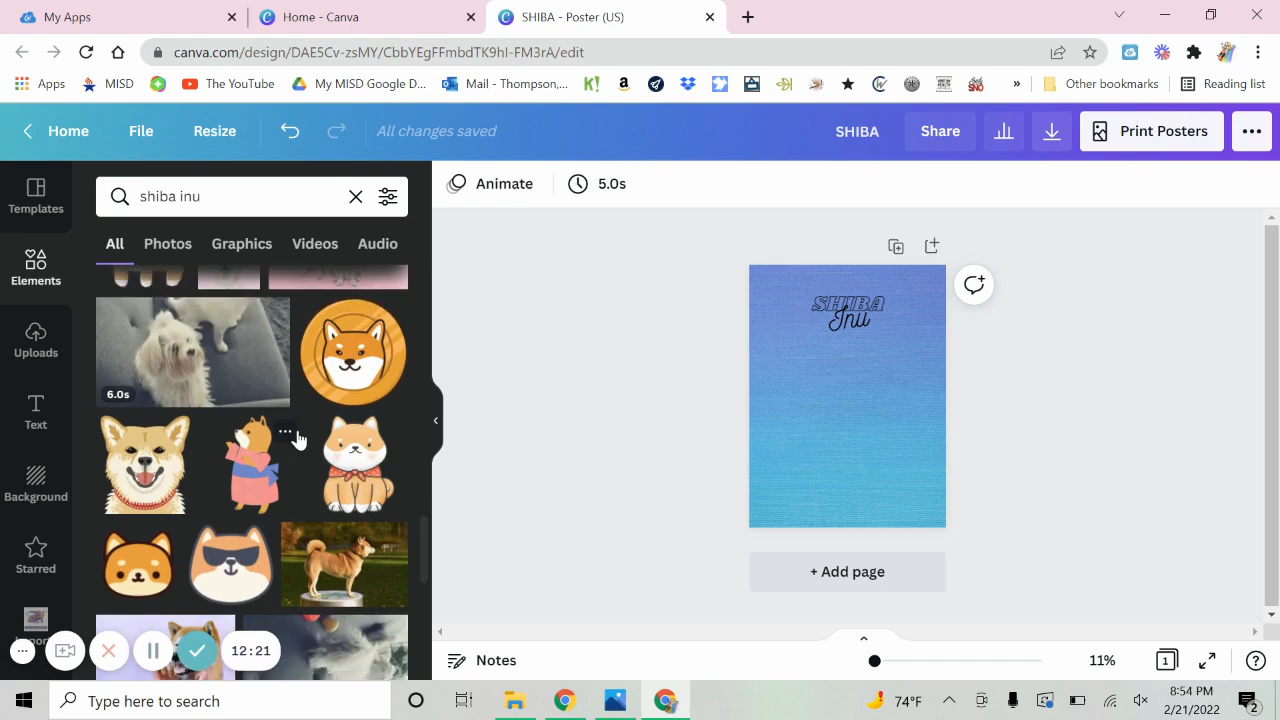 My Apps
Home - Canva
SHIBA - Poster (US)
canva.com/design/DAE5Cv-zsMY/CbbYEgFFmbdTK9hI-FM3rA/edit
Apps
MISD
The YouTube
My MISD Google D...
Mail - Thompson,...
K!
»
Other bookmarks
Reading list
Home
File
Resize
All changes saved
SHIBA
Share
Print Posters
Templates
Elements
Uploads
Text
Background
Starred
shiba inu
All
Photos
Graphics
Videos
Audio
6.0s
Animate
5.0s
SHIBA
Inu
+ Add page
12:21
Notes
11%
1
Type here to search
74°F
8:54 PM
2/21/2022
2